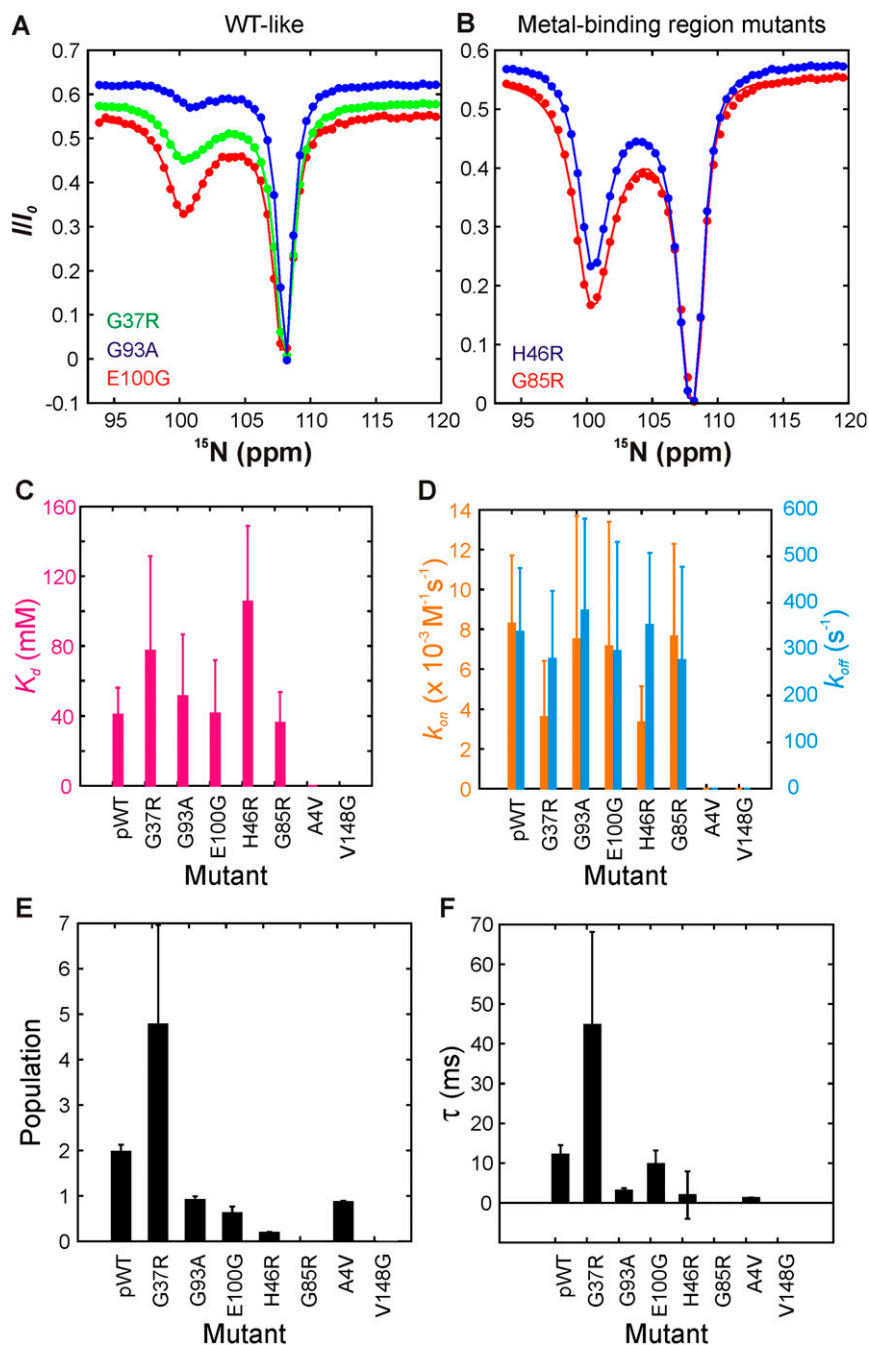 A
WT-like
0.7
0.6
0.5
0.4
0.3
0.2
0.1
0
-0.1
I/I0
G37R
G93A
E100G
95 100 105 110 115 120
15N (ppm)
B
Metal-binding region mutants
0.6
0.5
0.4
0.3
0.2
0.1
0
H46R
G85R
95 100 105 110 115 120
15N (ppm)
C
160
120
80
40
0
Kd (mM)
pWT G37R G93A E100G H46R G85R A4V V148G
Mutant
D
14
12
10
8
6
4
2
0
kon (x 10-3 M-1s-1)
600
500
400
300
200
100
0
koff (s-1)
pWT G37R G93A E100G H46R G85R A4V V148G
Mutant
E
7
6
5
4
3
2
1
0
Population
pWT G37R G93A E100G H46R G85R A4V V148G
Mutant
F
70
60
50
40
30
20
10
0
τ (ms)
pWT G37R G93A E100G H46R G85R A4V V148G
Mutant